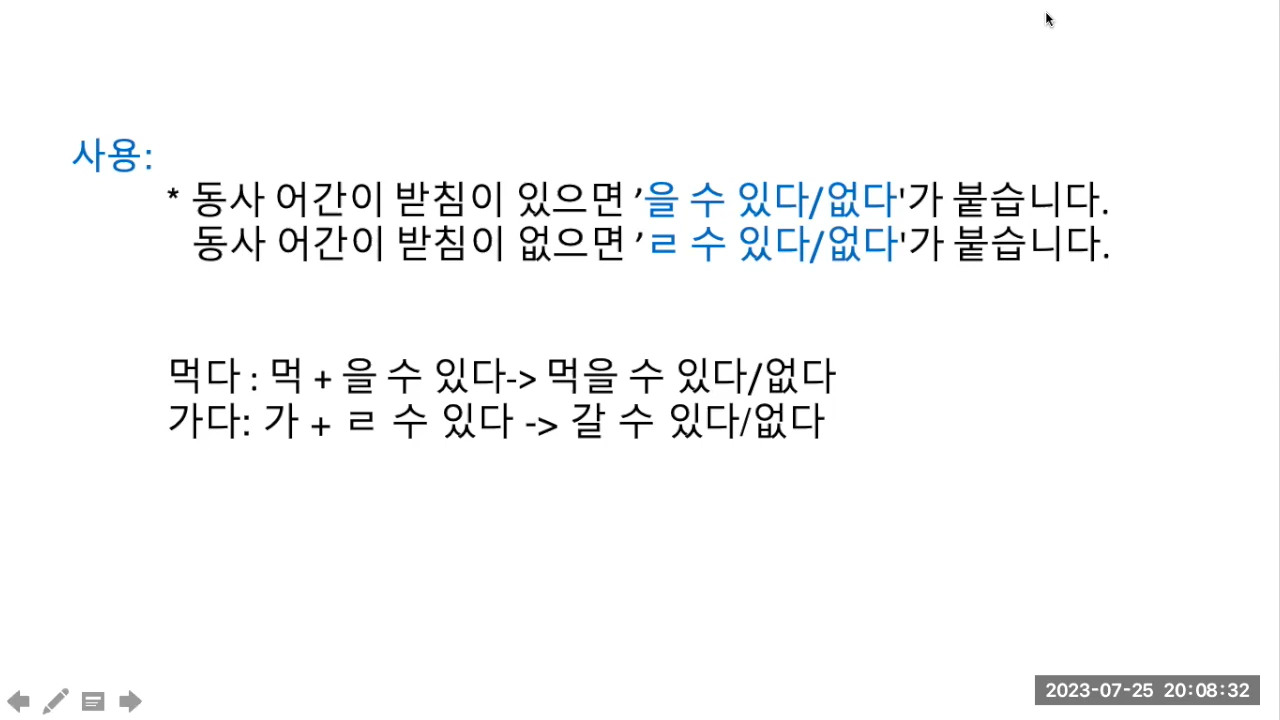 사용:
* 동사 어간이 받침이 있으면 ’을 수 있다/없다'가 붙습니다.
동사 어간이 받침이 없으면 ’ㄹ 수 있다/없다'가 붙습니다.
먹다 : 먹 + 을 수 있다-> 먹을 수 있다/없다
가다: 가 + ㄹ 수 있다 -> 갈 수 있다/없다
2023-07-25 20:08:32